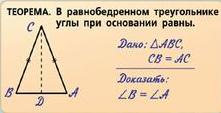 ТЕОРЕМА. В равнобедренном треугольнике
углы при основании равны.
C
Дано: △ABC,
CB = AC
Доказать:
∠B = ∠A
B
D
A